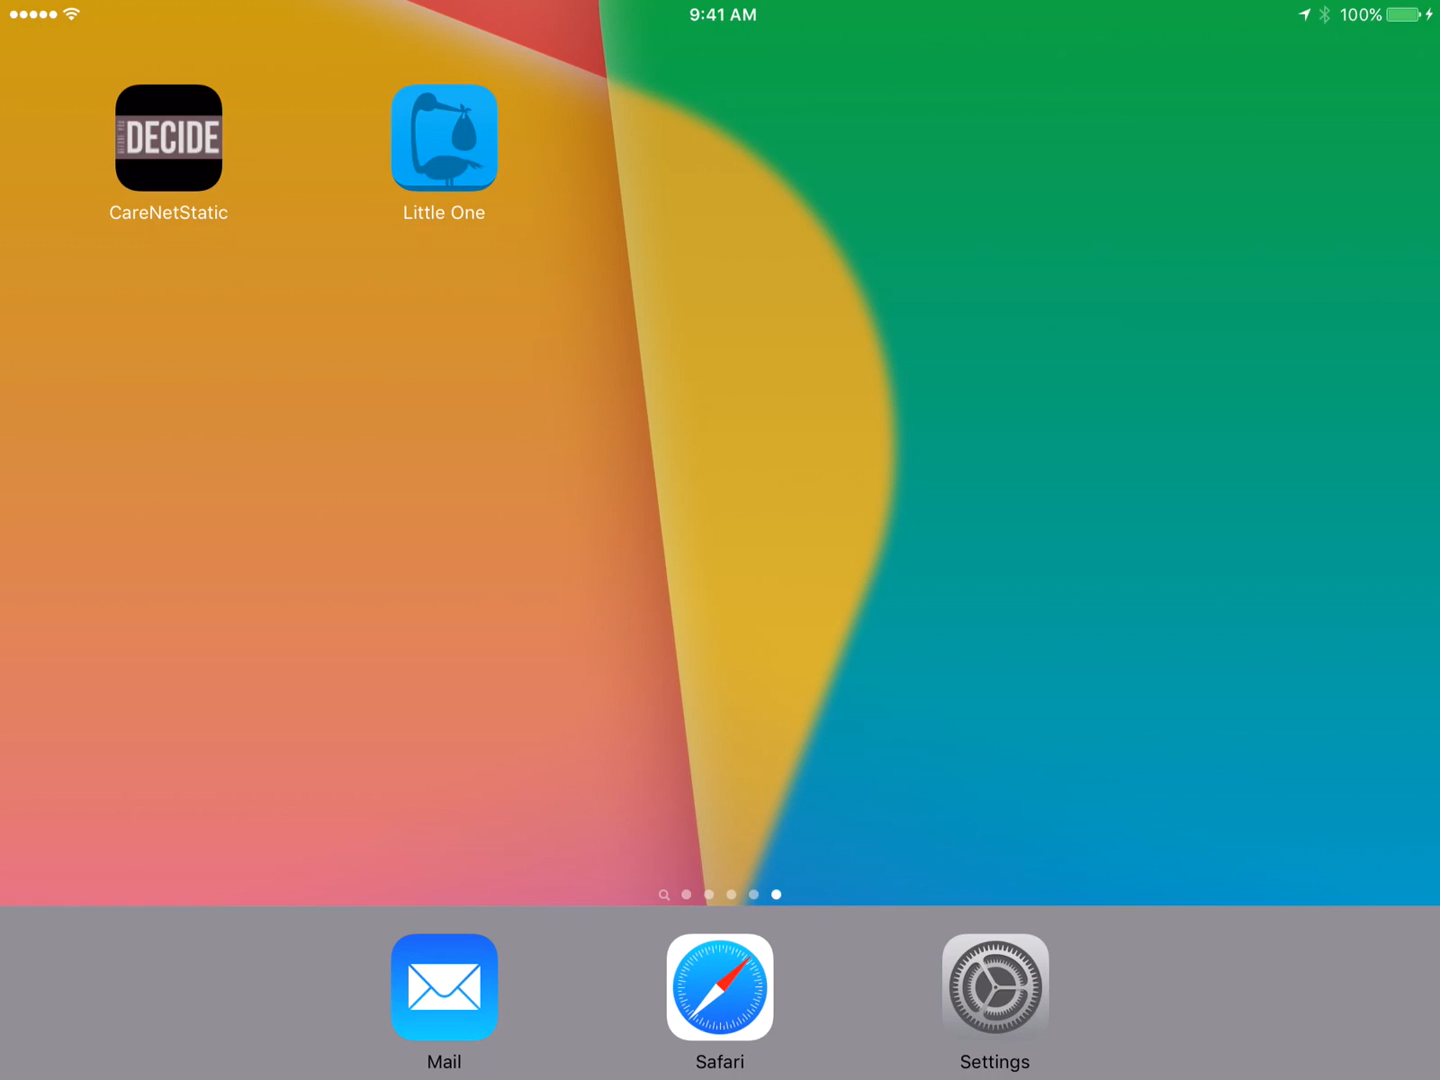 9:41 AM
100%
DECIDE
CareNetStatic
Little One
Mail
Safari
Settings